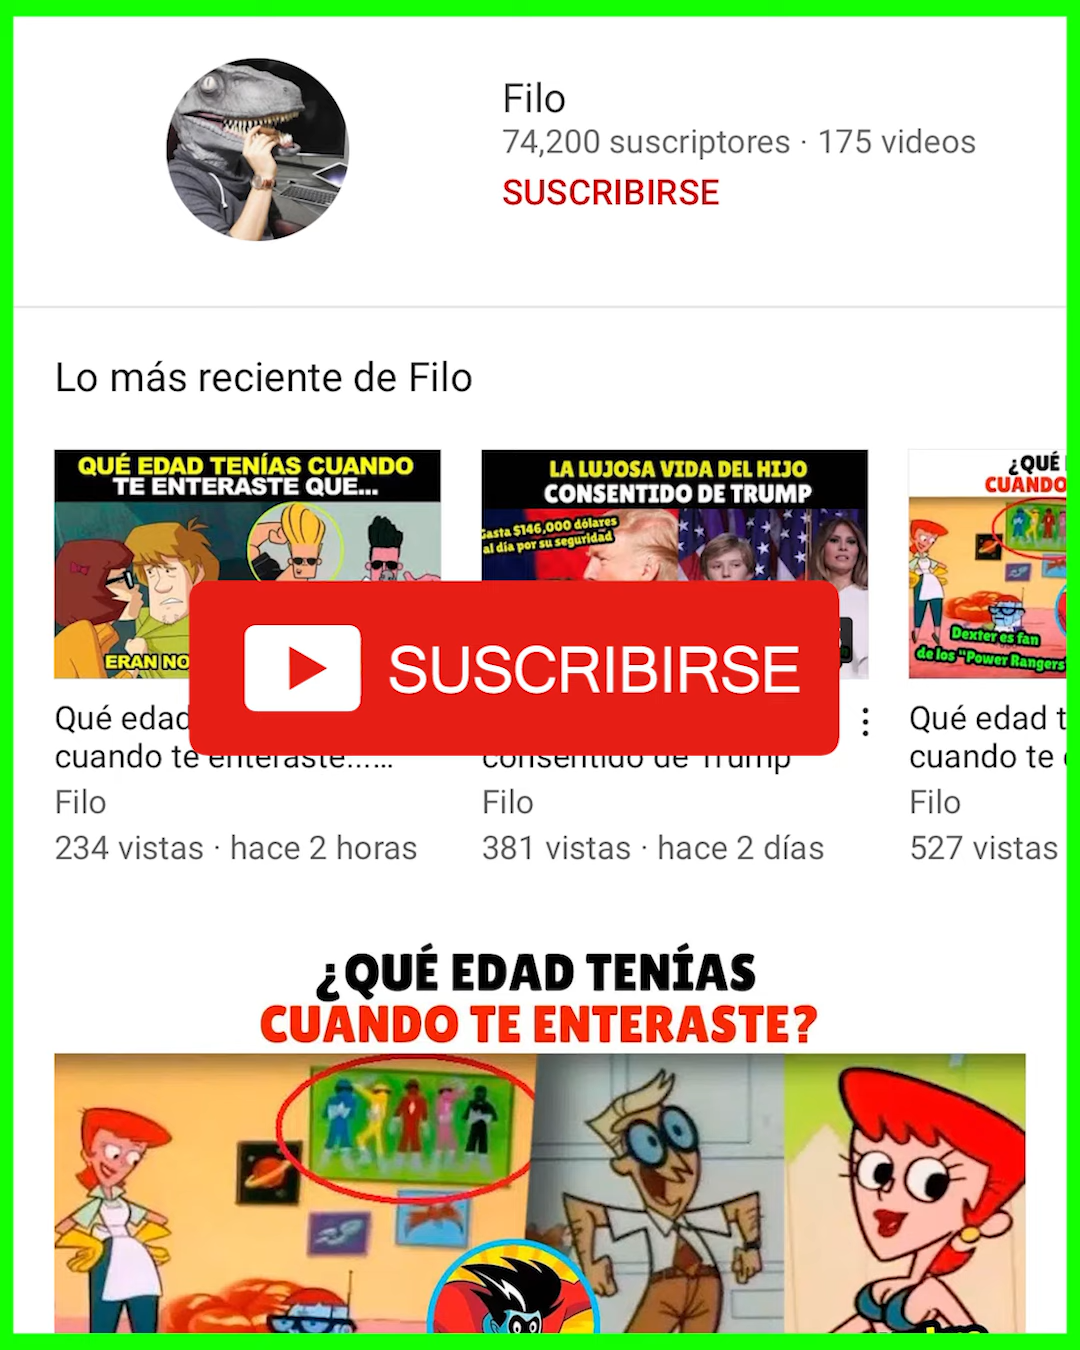 Filo
74,200 suscriptores · 175 videos
SUSCRIBIRSE
Lo más reciente de Filo
QUÉ EDAD TENÍAS CUANDO
TE ENTERASTE QUE...
ERAN NO
LA LUJOSA VIDA DEL HIJO
CONSENTIDO DE TRUMP
Gasta $146,000 dólares
al día por su seguridad
¿QUÉ
CUANDO
Dexter es fan
de los "Power Rangers"
SUSCRIBIRSE
Qué edad
cuando te enteraste......
Filo
234 vistas · hace 2 horas
consentido de Trump
Filo
381 vistas · hace 2 días
Qué edad t
cuando te
Filo
527 vistas
¿QUÉ EDAD TENÍAS
CUANDO TE ENTERASTE?